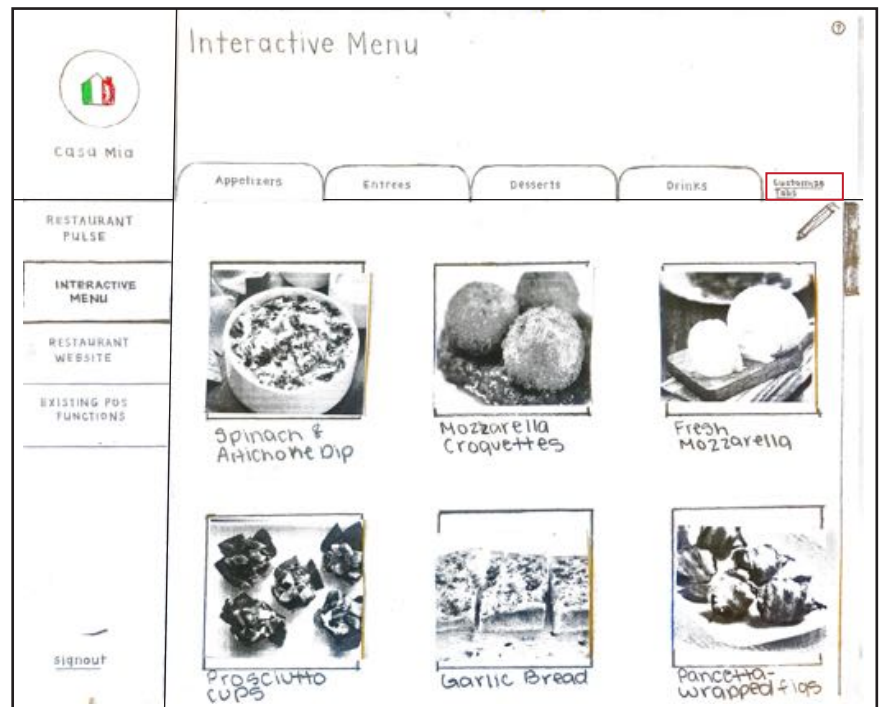 Interactive Menu
?
Casa Mia
Appetizers
Entrees
Desserts
Drinks
Customize
Tabs
RESTAURANT
PULSE
INTERACTIVE
MENU
RESTAURANT
WEBSITE
EXISTING POS
FUNCTIONS
signout
Spinach &
Artichoke Dip
Mozzarella
Croquettes
Fresh
Mozzarella
Prosciutto
cups
Garlic Bread
Pancetta-
wrapped figs